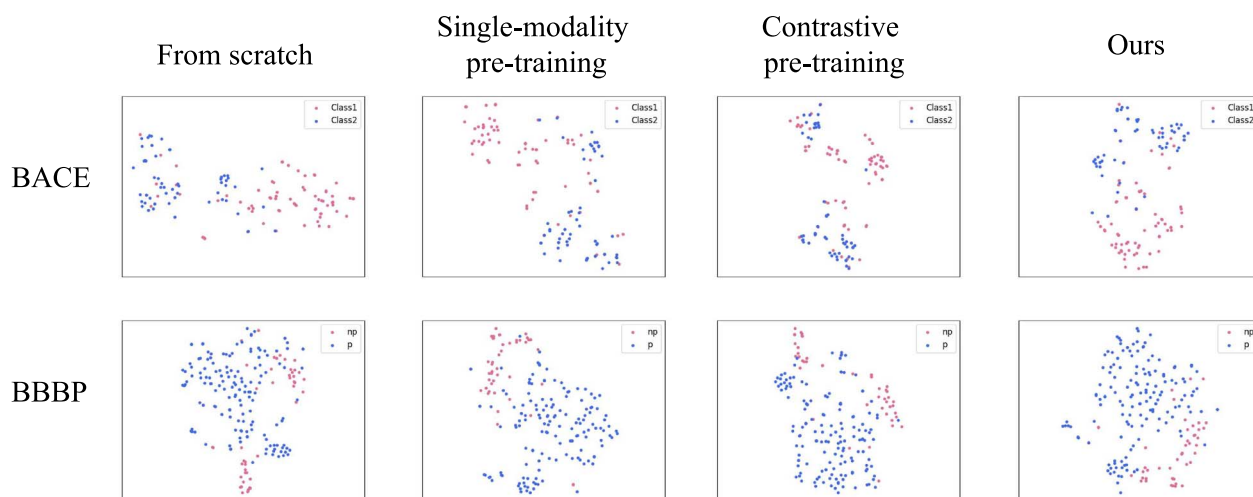 From scratch
Single-modality
pre-training
Contrastive
pre-training
Ours
BACE
Class1
Class2
Class1
Class2
Class1
Class2
Class1
Class2
BBBP
np
p
np
p
np
p
np
p